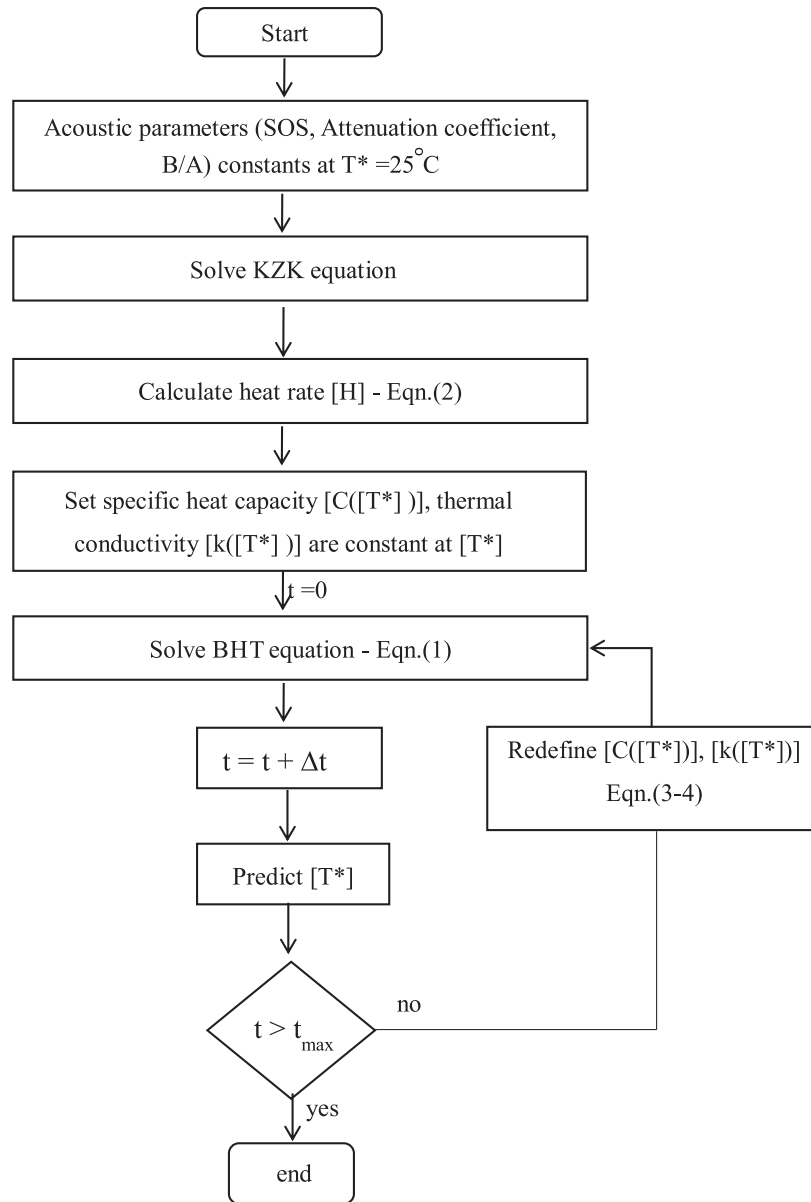 Start
Acoustic parameters (SOS, Attenuation coefficient,
B/A) constants at T* =25°C
Solve KZK equation
Calculate heat rate [H] - Eqn.(2)
Set specific heat capacity [C([T*] )], thermal
conductivity [k([T*] )] are constant at [T*]
t =0
Solve BHT equation - Eqn.(1)
t = t + Δt
Redefine [C([T*])], [k([T*)]
Eqn.(3-4)
Predict [T*]
t > tmax
no
yes
end